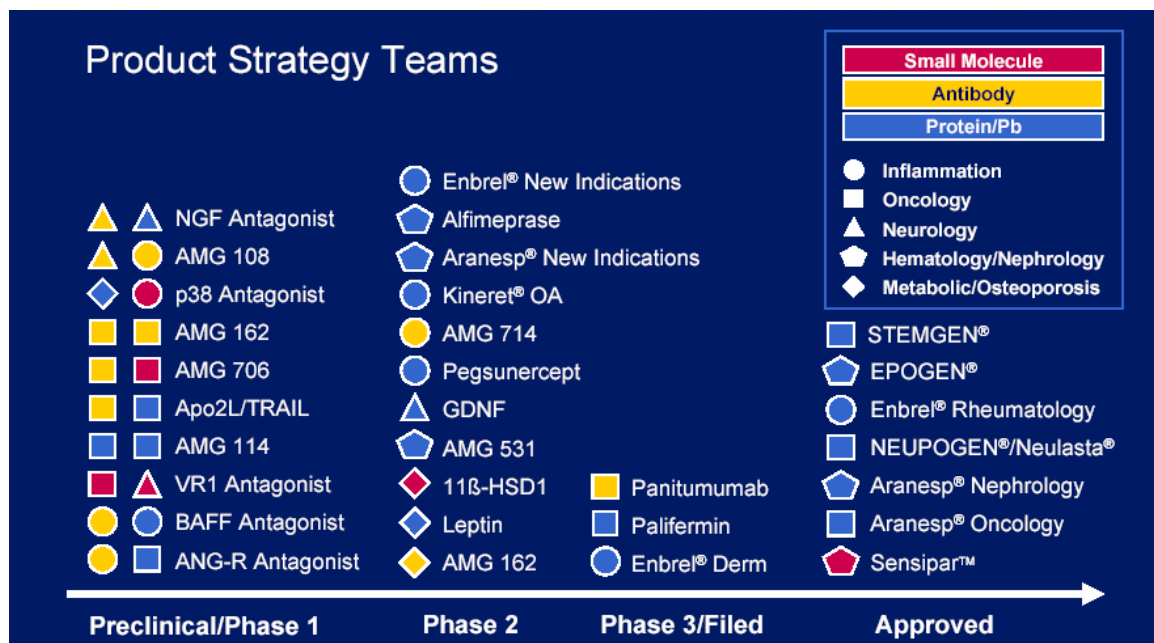 Product Strategy Teams
Small Molecule
Antibody
Protein/Pb
Inflammation
Oncology
Neurology
Hematology/Nephrology
Metabolic/Osteoporosis
NGF Antagonist
AMG 108
p38 Antagonist
AMG 162
AMG 706
Apo2L/TRAIL
AMG 114
VR1 Antagonist
BAFF Antagonist
ANG-R Antagonist
Enbrel® New Indications
Alfimeprase
Aranesp® New Indications
Kineret® OA
AMG 714
Pegsunercept
GDNF
AMG 531
11ß-HSD1
Leptin
AMG 162
Panitumumab
Palifermin
Enbrel® Derm
STEMGEN®
EPOGEN®
Enbrel® Rheumatology
NEUPOGEN®/Neulasta®
Aranesp® Nephrology
Aranesp® Oncology
Sensipar™
Preclinical/Phase 1
Phase 2
Phase 3/Filed
Approved